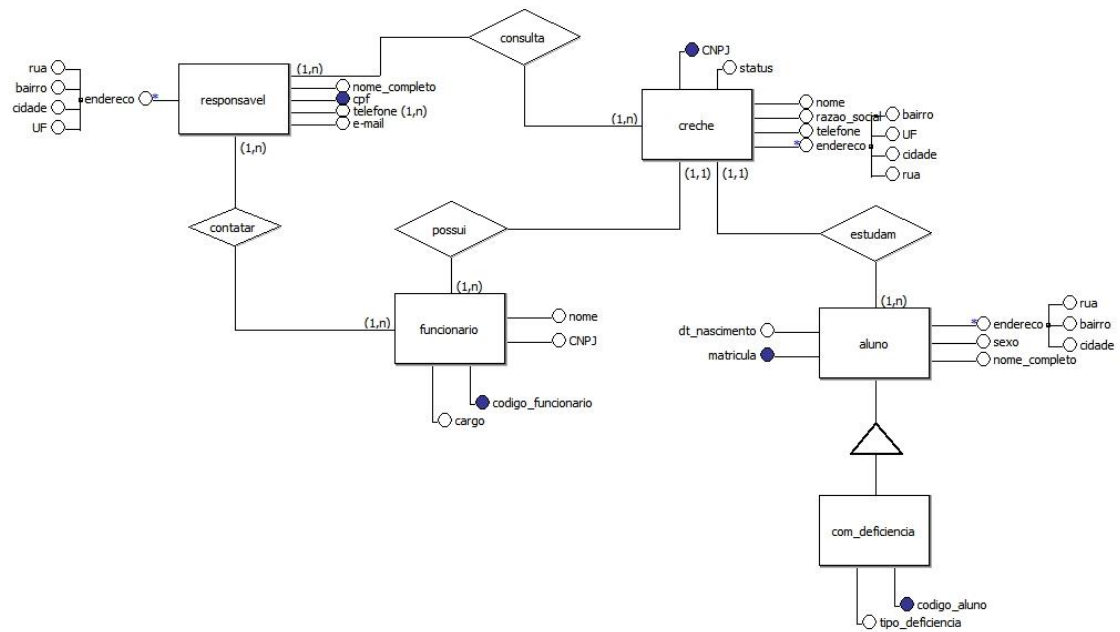 consulta
CNPJ
status
rua
bairro
cidade
UF
endereco
*
responsavel
(1,n)
nome_completo
cpf
telefone (1,n)
e-mail
(1,n)
(1,n)
creche
nome
razao_social
telefone
*
endereco
bairro
UF
cidade
rua
(1,1)
(1,1)
contatar
possui
estudam
(1,n)
(1,n)
funcionario
nome
CNPJ
codigo_funcionario
cargo
(1,n)
dt_nascimento
matricula
aluno
*
endereco
sexo
nome_completo
rua
bairro
cidade
com_deficiencia
codigo_aluno
tipo_deficiencia